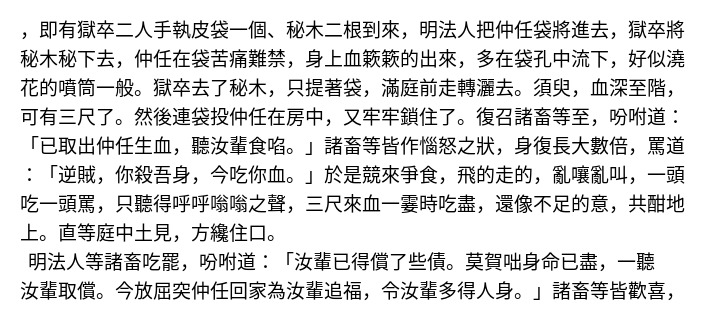 ，即有獄卒二人手執皮袋一個、秘木二根到來，明法人把仲任袋將進去，獄卒將
秘木秘下去，仲任在袋苦痛難禁，身上血簌簌的出來，多在袋孔中流下，好似澆
花的噴筒一般。獄卒去了秘木，只提著袋，滿庭前走轉灑去。須臾，血深至階，
可有三尺了。然後連袋投仲任在房中，又牢牢鎖住了。復召諸畜等至，吩咐道：
「已取出仲任生血，聽汝輩食啗。」諸畜等皆作惱怒之狀，身復長大數倍，罵道
：「逆賊，你殺吾身，今吃你血。」於是競來爭食，飛的走的，亂嚷亂叫，一頭
吃一頭罵，只聽得呼呼嗡嗡之聲，三尺來血一霎時吃盡，還像不足的意，共酣地
上。直等庭中土見，方纔住口。
明法人等諸畜吃罷，吩咐道：「汝輩已得償了些債。莫賀咄身命已盡，一聽
汝輩取償。今放屈突仲任回家為汝輩追福，令汝輩多得人身。」諸畜等皆歡喜，